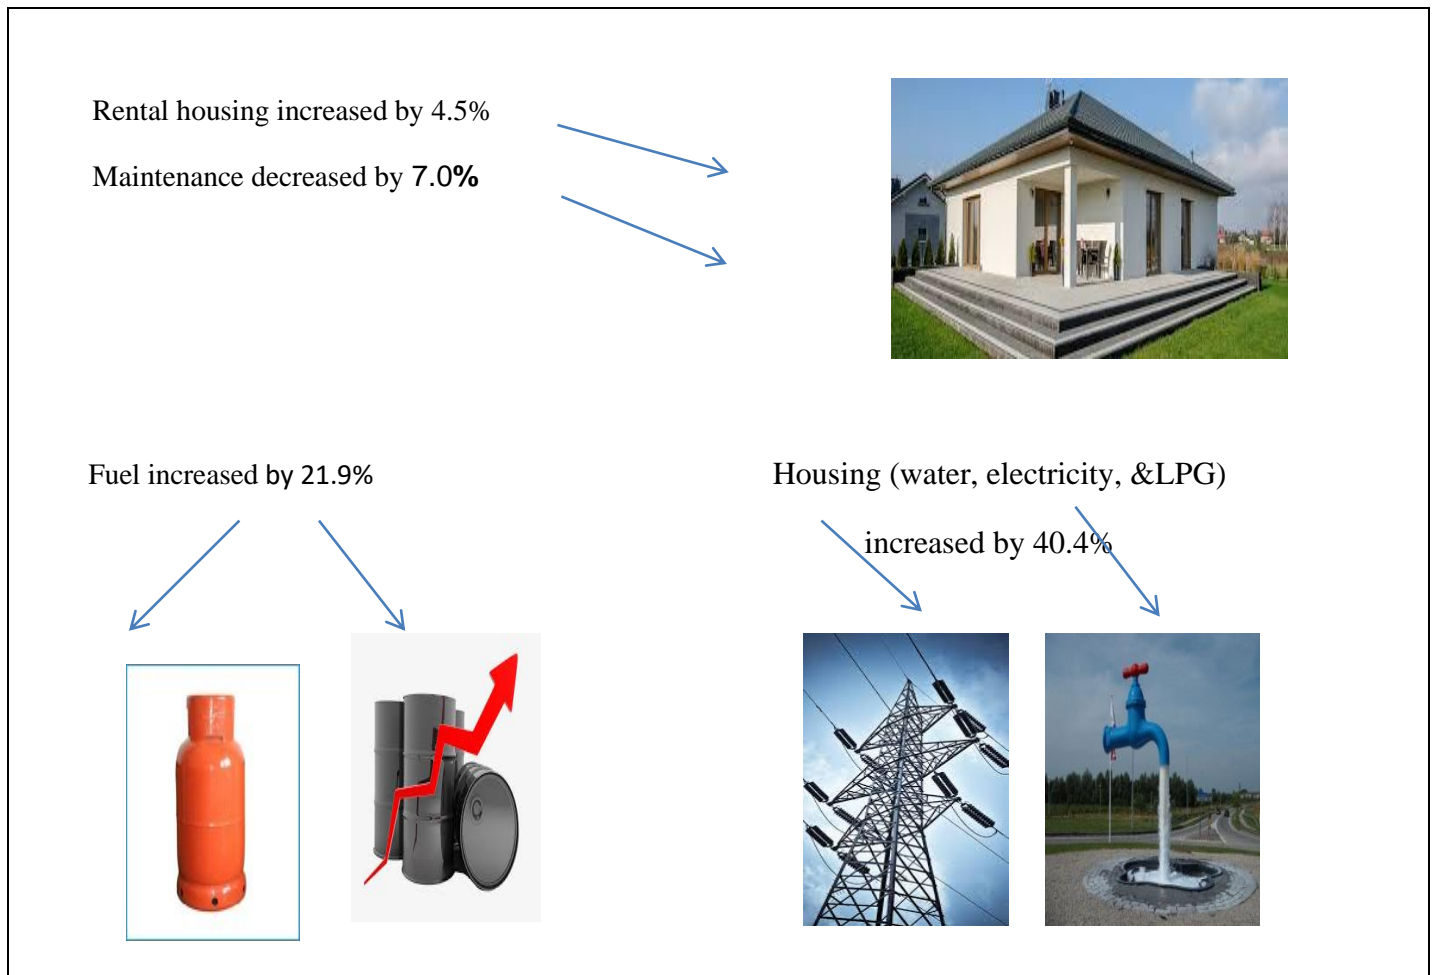 Rental housing increased by 4.5%
Maintenance decreased by 7.0%
Fuel increased by 21.9%
Housing (water, electricity, &LPG)
increased by 40.4%